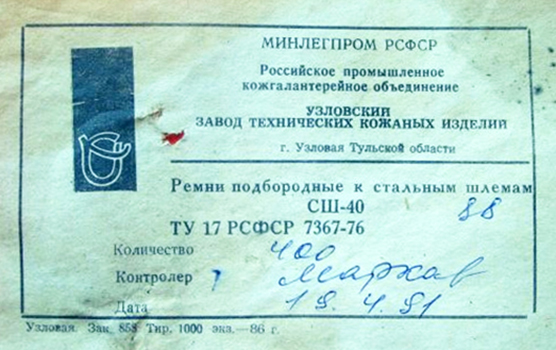 МИНЛЕГПРОМ РСФСР
Российское промышленное
кожгалантерейное объединение
УЗЛОВСКИЙ
ЗАВОД ТЕХНИЧЕСКИХ КОЖАНЫХ ИЗДЕЛИЙ
г. Узловая Тульской области
Ремни подбородные к стальным шлемам
СШ-40 88
ТУ 17 РСФСР 7367-76
Количество 400
Контролер
Дата 19.4.91
Узловая. Зак. 858 Тир. 1000 экз.—86 г.